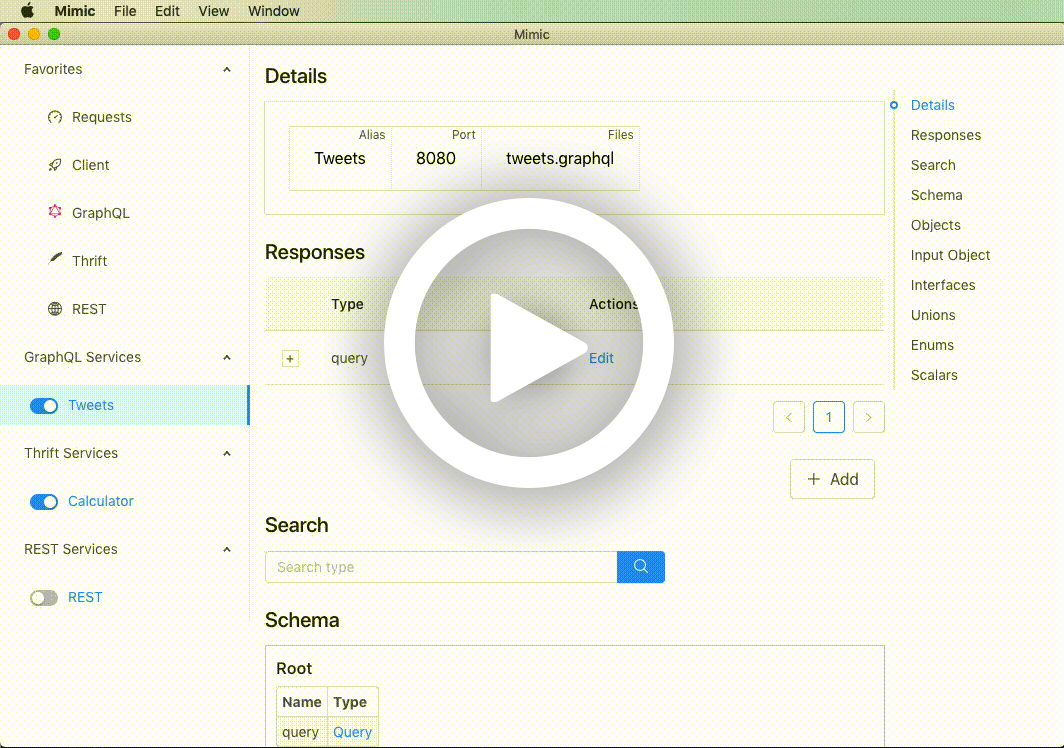 Mimic File Edit View Window
Mimic
Favorites
Requests
Client
GraphQL
Thrift
REST
GraphQL Services
Tweets
Thrift Services
Calculator
REST Services
REST
Details
Alias Port Files
Tweets 8080 tweets.graphql
Responses
Type Actions
+ query Edit
< 1 >
+ Add
Search
Search type
Schema
Root
Name Type
query Query
Details
Responses
Search
Schema
Objects
Input Object
Interfaces
Unions
Enums
Scalars